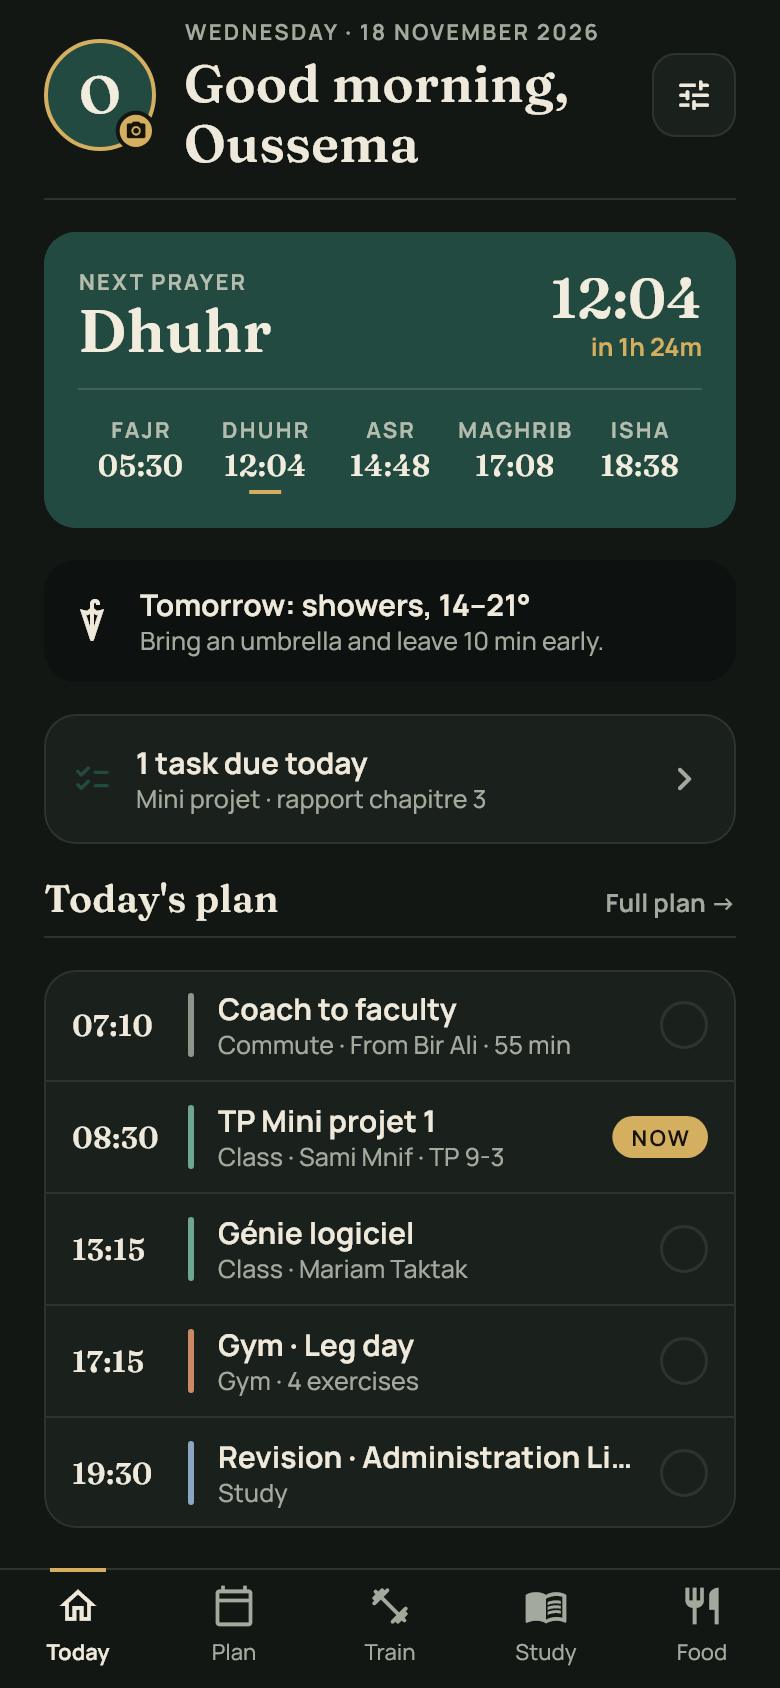 WEDNESDAY · 18 NOVEMBER 2026
O
Good morning,
Oussema
NEXT PRAYER
Dhuhr
12:04
in 1h 24m
FAJR DHUHR ASR MAGHRIB ISHA
05:30 12:04 14:48 17:08 18:38
Tomorrow: showers, 14–21°
Bring an umbrella and leave 10 min early.
1 task due today
Mini projet · rapport chapitre 3
Today's plan
Full plan →
07:10
Coach to faculty
Commute · From Bir Ali · 55 min
08:30
TP Mini projet 1
Class · Sami Mnif · TP 9-3
NOW
13:15
Génie logiciel
Class · Mariam Taktak
17:15
Gym · Leg day
Gym · 4 exercises
19:30
Revision · Administration Li...
Study
Today Plan Train Study Food